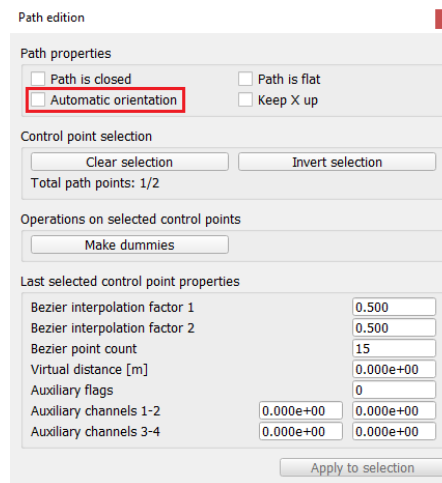 Path edition
Path properties
Path is closed Path is flat
Automatic orientation Keep X up
Control point selection
Clear selection Invert selection
Total path points: 1/2
Operations on selected control points
Make dummies
Last selected control point properties
Bezier interpolation factor 1 0.500
Bezier interpolation factor 2 0.500
Bezier point count 15
Virtual distance [m] 0.000e+00
Auxiliary flags 0
Auxiliary channels 1-2 0.000e+00 0.000e+00
Auxiliary channels 3-4 0.000e+00 0.000e+00
Apply to selection